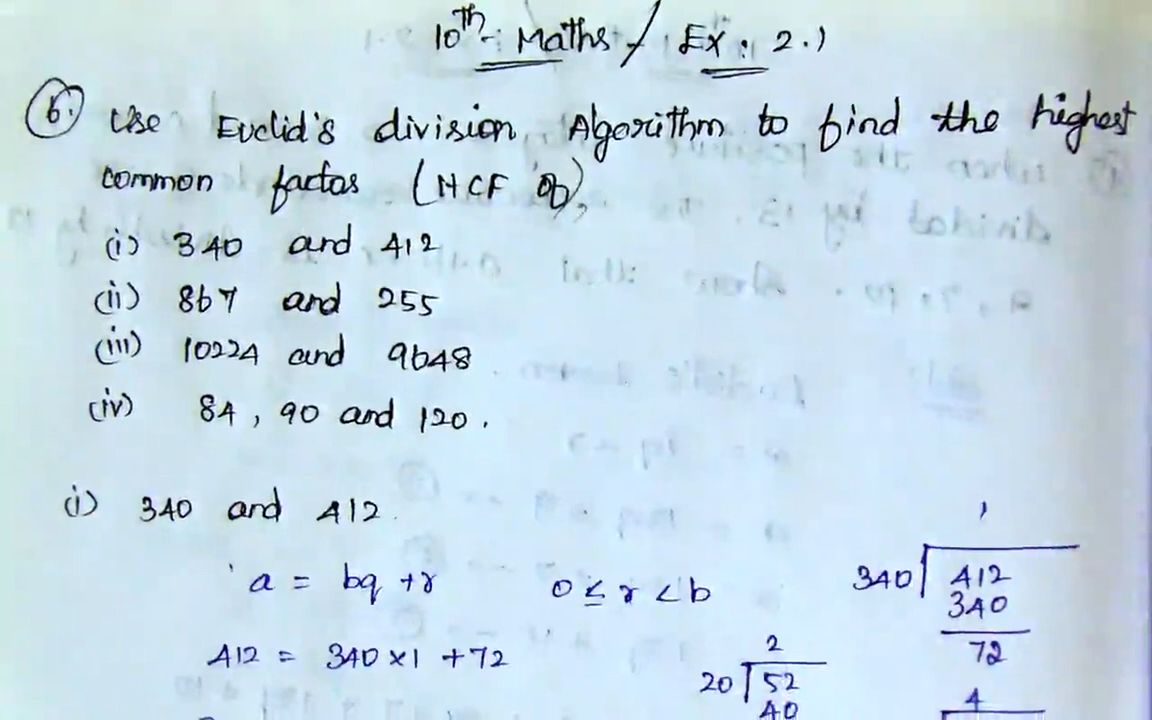 10th Maths / Ex: 2.1
6. Use Euclid's division Algorithm to find the highest
common factor (HCF of),
(i) 340 and 412
(ii) 867 and 255
(iii) 10224 and 9648
(iv) 84, 90 and 120.
(i) 340 and 412.
a = bq + r 0 ≤ r < b
412 = 340 × 1 + 72
1
340 412
340
72
4
2
20 52
40